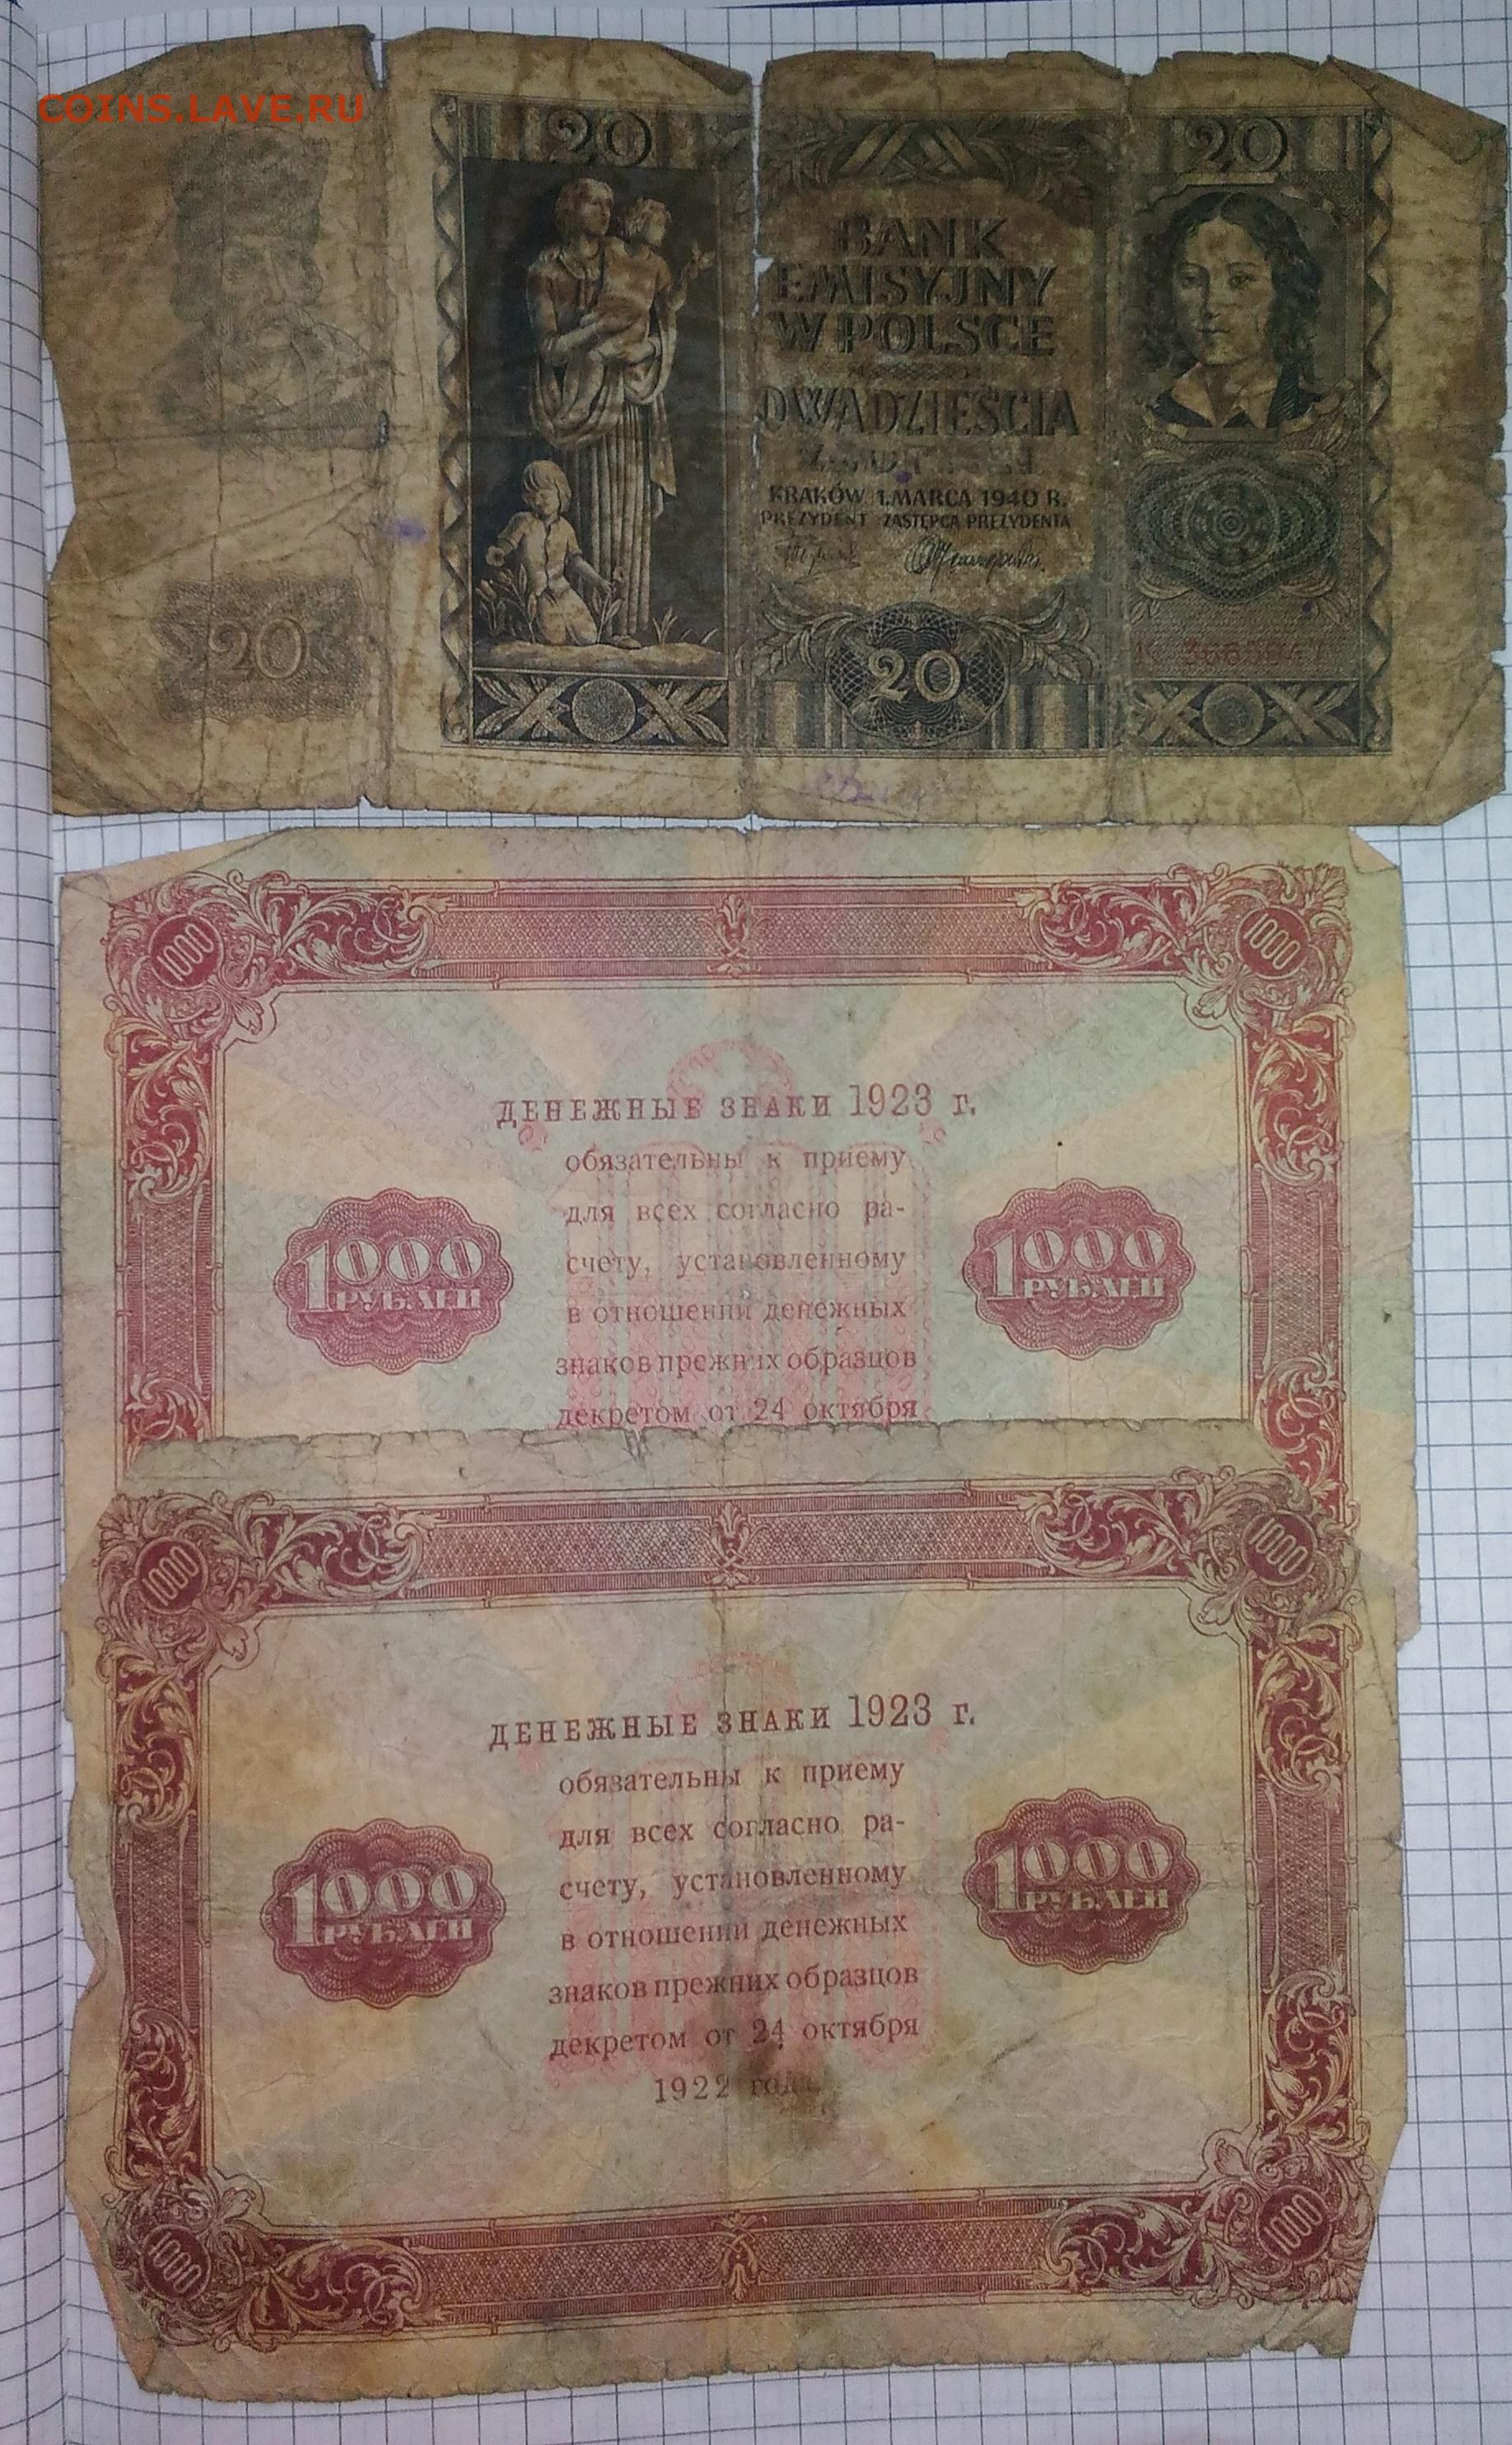 COINS.LAVE.RU
20
20
BANK
EMISYJNY
W POLSCE
DWADZIEŚCIA
KRAKÓW 1.MARCA 1940 R.
PREZYDENT ZASTĘPCA PREZYDENTA
20
20
1000
1000
ДЕНЕЖНЫЕ ЗНАКИ 1923 г.
обязательны к приему
для всех согласно ра-
счету, установленному
в отношении денежных
знаков прежних образцов
декретом от 24 октября
1000
РУБЛЕЙ
1000
РУБЛЕЙ
1000
1000
ДЕНЕЖНЫЕ ЗНАКИ 1923 г.
обязательны к приему
для всех согласно ра-
счету, установленному
в отношении денежных
знаков прежних образцов
декретом от 24 октября
1922
1000
РУБЛЕЙ
1000
РУБЛЕЙ
1000
1000